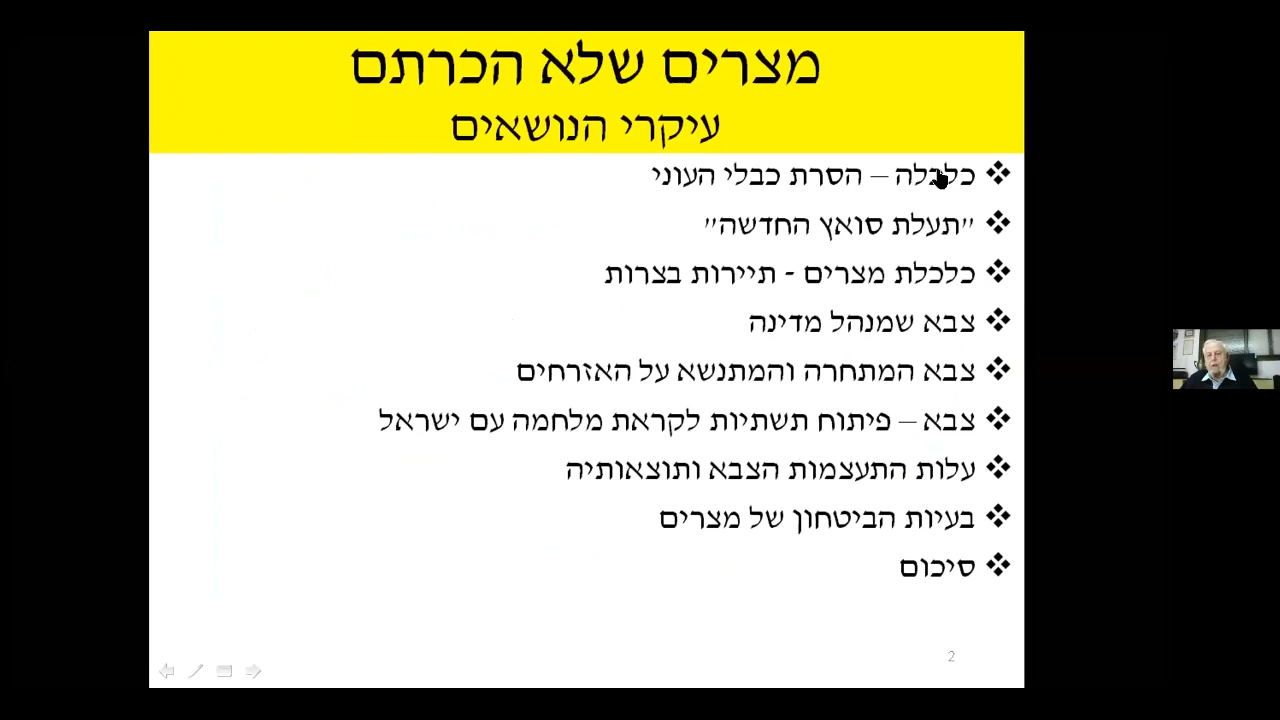 מצרים שלא הכרתם
עיקרי הנושאים
כלכלה – הסרת כבלי העוני
"תעלת סואץ החדשה"
כלכלת מצרים - תיירות בצרות
צבא שמנהל מדינה
צבא המתחרה והמתנשא על האזרחים
צבא – פיתוח תשתיות לקראת מלחמה עם ישראל
עלות התעצמות הצבא ותוצאותיה
בעיות הביטחון של מצרים
סיכום
2